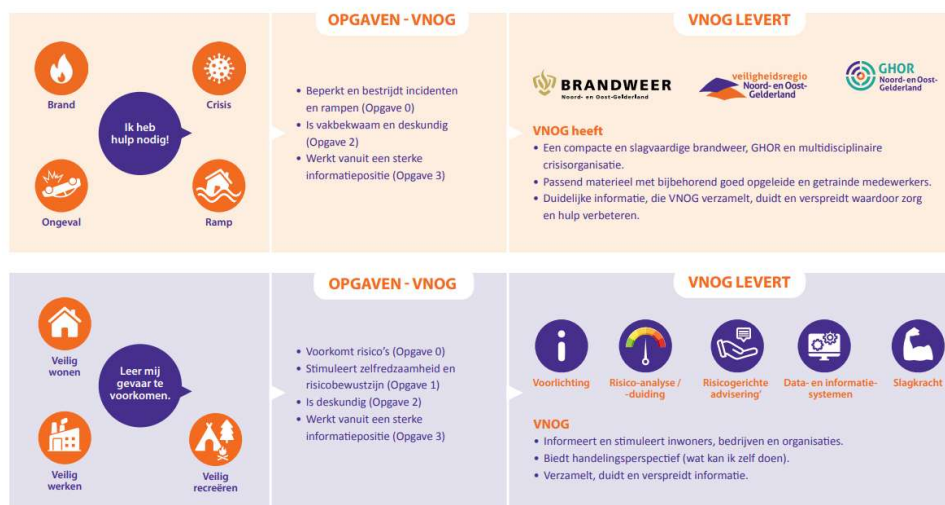 OPGAVEN - VNOG
VNOG LEVERT
Brand
Crisis
Ik heb
hulp nodig!
Ongeval
Ramp
• Beperkt en bestrijdt incidenten
en rampen (Opgave 0)
• Is vakbekwaam en deskundig
(Opgave 2)
• Werkt vanuit een sterke
informatiepositie (Opgave 3)
BRANDWEER
Noord- en Oost-Gelderland
veiligheidsregio
Noord- en Oost-
Gelderland
GHOR
Noord- en Oost-
Gelderland
VNOG heeft
• Een compacte en slagvaardige brandweer, GHOR en multidisciplinaire
crisisorganisatie.
• Passend materieel met bijbehorend goed opgeleide en getrainde medewerkers.
• Duidelijke informatie, die VNOG verzamelt, duidt en verspreidt waardoor zorg
en hulp verbeteren.
OPGAVEN - VNOG
VNOG LEVERT
Veilig
wonen
Leer mij
gevaar te
voorkomen.
Veilig
werken
Veilig
recreëren
• Voorkomt risico’s (Opgave 0)
• Stimuleert zelfredzaamheid en
risicobewustzijn (Opgave 1)
• Is deskundig (Opgave 2)
• Werkt vanuit een sterke
informatiepositie (Opgave 3)
Voorlichting
Risico-analyse /
-duiding
Risicogerichte
advisering’
Data- en informatie-
systemen
Slagkracht
VNOG
• Informeert en stimuleert inwoners, bedrijven en organisaties.
• Biedt handelingsperspectief (wat kan ik zelf doen).
• Verzamelt, duidt en verspreidt informatie.